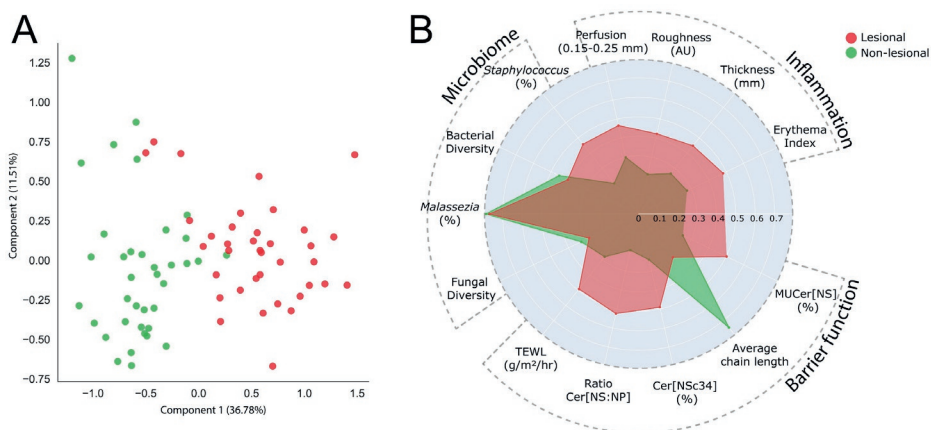 A
1.25
1.00
0.75
0.50
0.25
0.00
−0.25
−0.50
−0.75
Component 2 (11.51%)
−1.0 −0.5 0.0 0.5 1.0 1.5
Component 1 (36.78%)
B
Lesional
Non-lesional
Microbiome
Inflammation
Barrier function
Perfusion
(0.15-0.25 mm)
Roughness
(AU)
Thickness
(mm)
Erythema
Index
Staphylococcus
(%)
Bacterial
Diversity
Malassezia
(%)
Fungal
Diversity
0 0.1 0.2 0.3 0.4 0.5 0.6 0.7
MUCer[NS]
(%)
Average
chain length
Cer[NSc34]
(%)
Ratio
Cer[NS:NP]
TEWL
(g/m²/hr)